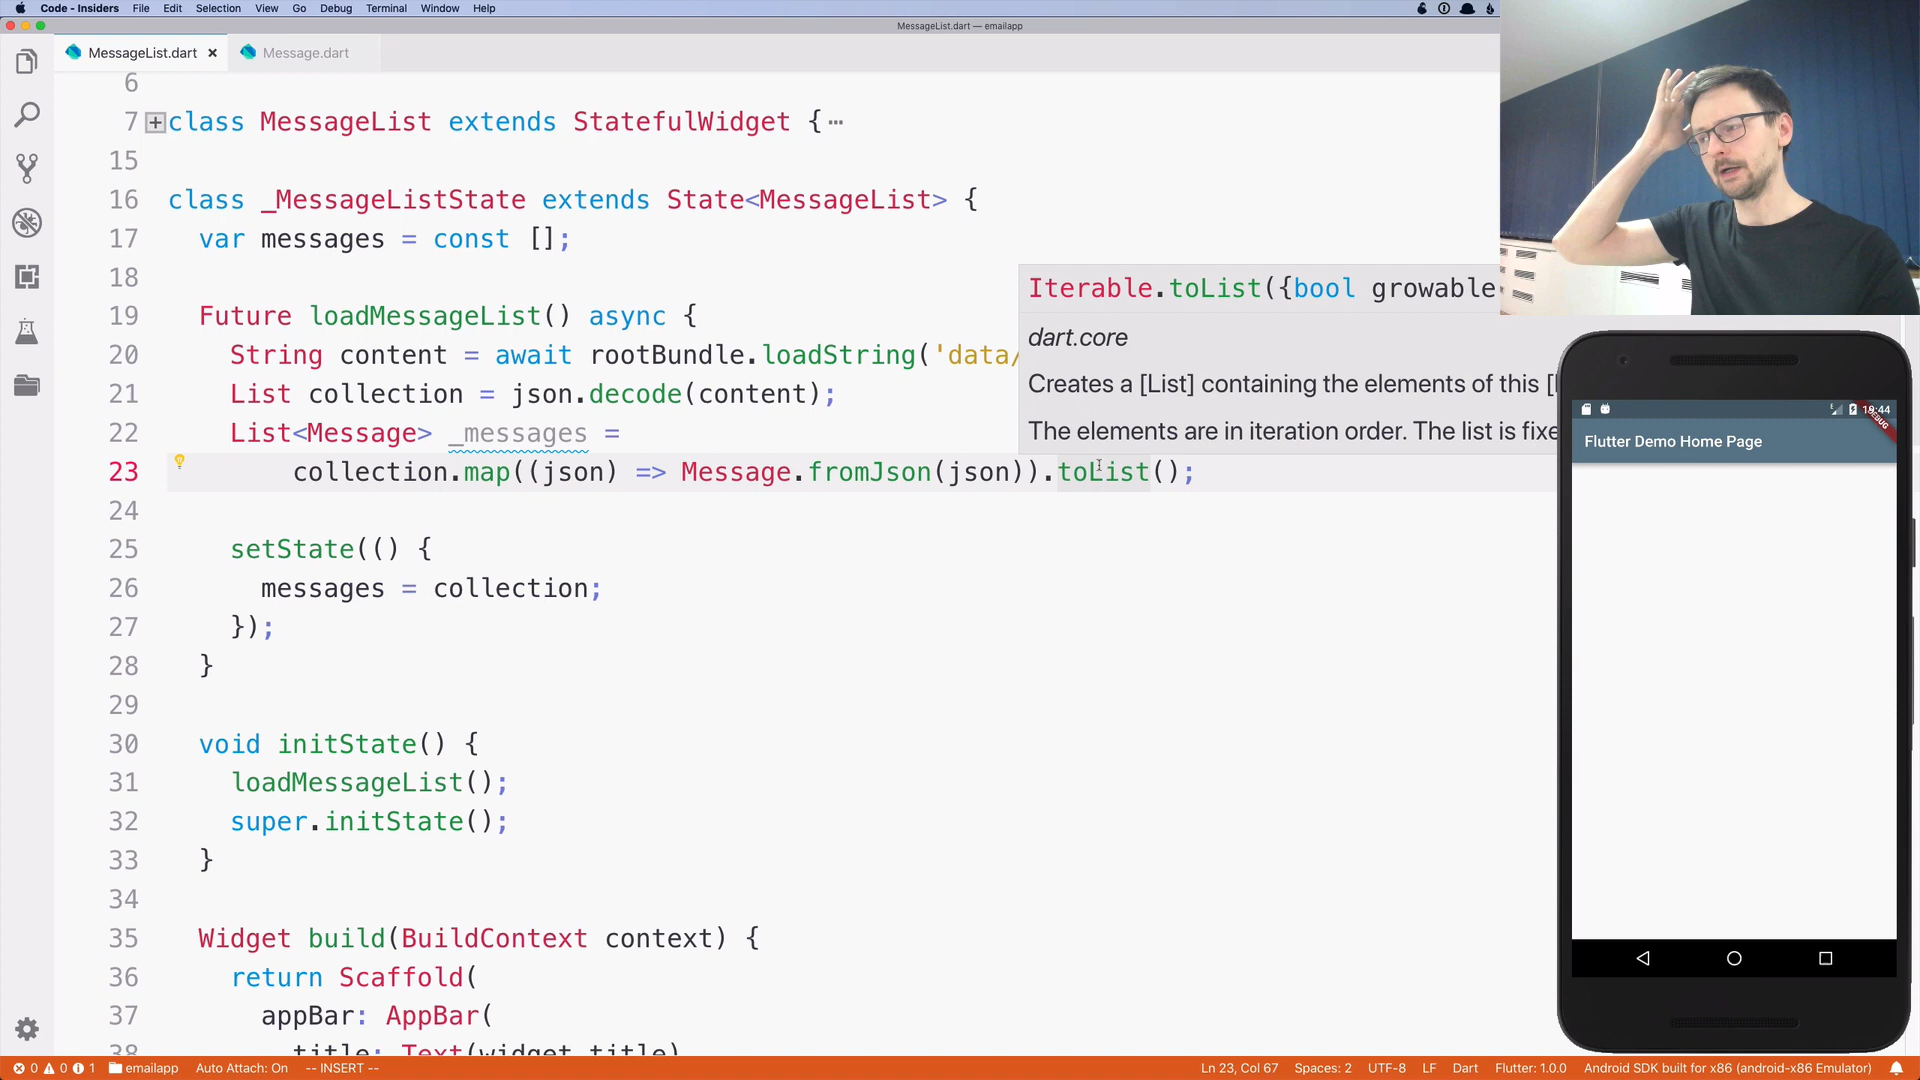 Code - Insiders File Edit Selection View Go Debug Terminal Window Help
MessageList.dart — emailapp
MessageList.dart Message.dart
6
7 class MessageList extends StatefulWidget {
15
16 class _MessageListState extends State<MessageList> {
17 var messages = const [];
18
19 Future loadMessageList() async {
20 String content = await rootBundle.loadString('data/
21 List collection = json.decode(content);
22 List<Message> _messages =
23 collection.map((json) => Message.fromJson(json)).toList();
24
25 setState(() {
26 messages = collection;
27 });
28 }
29
30 void initState() {
31 loadMessageList();
32 super.initState();
33 }
34
35 Widget build(BuildContext context) {
36 return Scaffold(
37 appBar: AppBar(
38 title: Text(widget.title)
Iterable.toList({bool growable
dart.core
Creates a [List] containing the elements of this [
The elements are in iteration order. The list is fixe
19:44
DEBUG
Flutter Demo Home Page
0 0 1 emailapp Auto Attach: On -- INSERT -- Ln 23, Col 67 Spaces: 2 UTF-8 LF Dart Flutter: 1.0.0 Android SDK built for x86 (android-x86 Emulator)